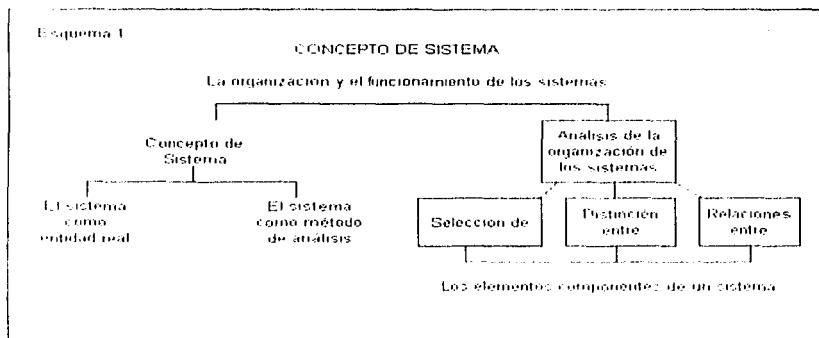 Esquema 1
CONCEPTO DE SISTEMA
La organización y el funcionamiento de los sistemas
Concepto de
Sistema
Análisis de la
organización de
los sistemas
El sistema
como
entidad real
El sistema
como método
de análisis
Selección de
Distinción
entre
Relaciones
entre
Los elementos componentes de un sistema